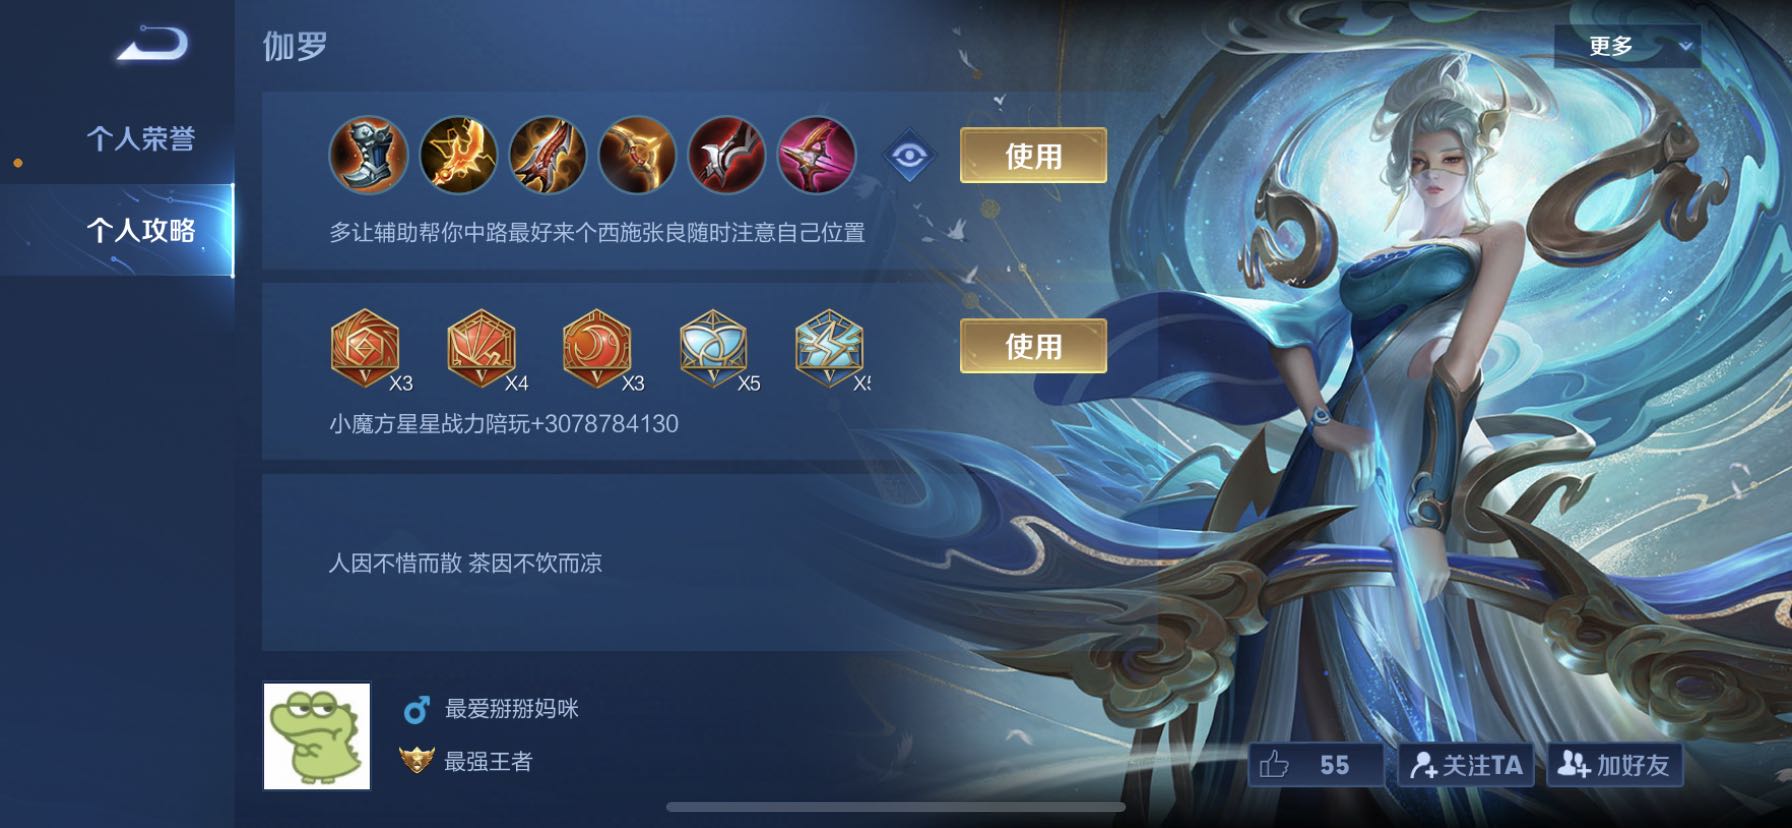 伽罗
更多
个人荣誉
个人攻略
使用
多让辅助帮你中路最好来个西施张良随时注意自己位置
V X3
V X4
V X3
V X5
V X5
使用
小魔方星星战力陪玩+3078784130
人因不惜而散 茶因不饮而凉
最爱掰掰妈咪
最强王者
55
关注TA
加好友